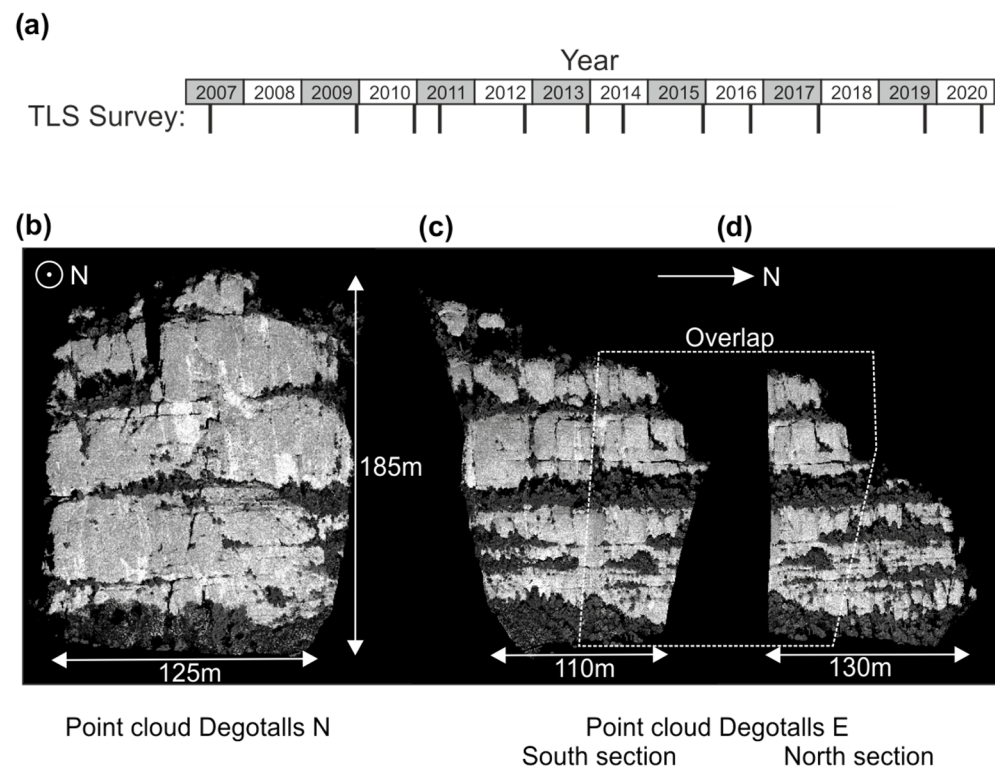 (a)
Year
2007 2008 2009 2010 2011 2012 2013 2014 2015 2016 2017 2018 2019 2020
TLS Survey:
(b) (c) (d)
N N
Overlap
185m
125m 110m 130m
Point cloud Degotalls N Point cloud Degotalls E
South section North section